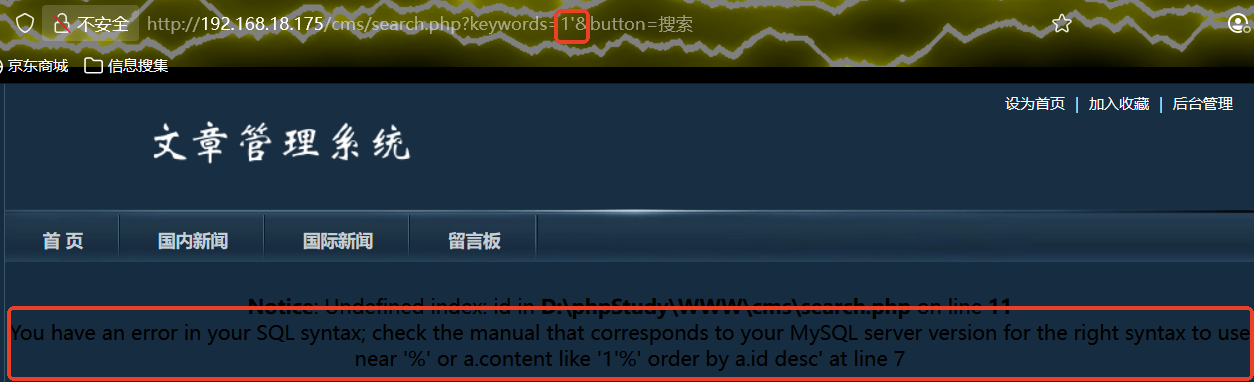 不安全 http://192.168.18.175/cms/search.php?keywords=1'&button=搜索
京东商城 信息搜集
设为首页 | 加入收藏 | 后台管理
文章管理系统
首 页 国内新闻 国际新闻 留言板
Notice: Undefined index: id in D:\phpStudy\WWW\cms\search.php on line 11
You have an error in your SQL syntax; check the manual that corresponds to your MySQL server version for the right syntax to use
near '%' or a.content like '1'%' order by a.id desc' at line 7